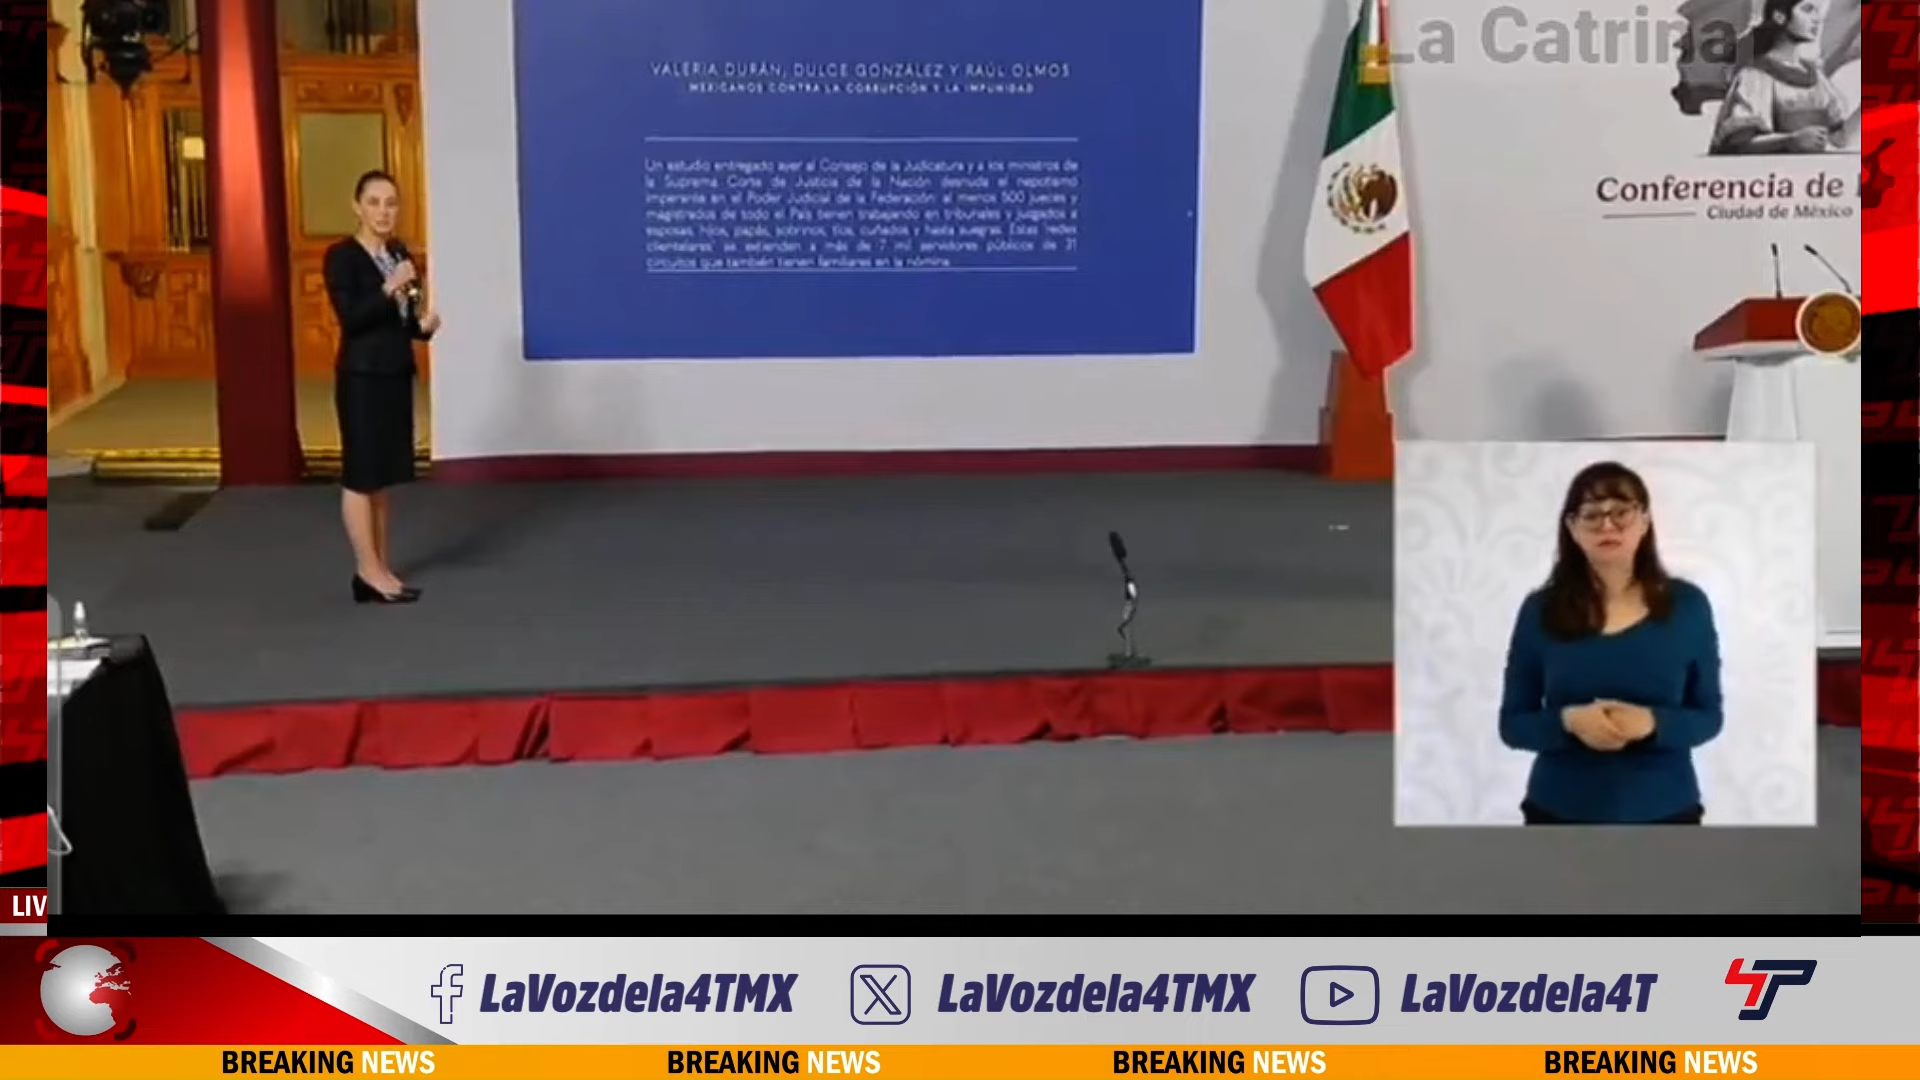 La Catrina
VALERIA DURÁN, DULCE GONZÁLEZ Y RAÚL OLMOS
MEXICANOS CONTRA LA CORRUPCIÓN Y LA IMPUNIDAD
Un estudio entregado ayer al Consejo de la Judicatura y a los ministros de
la Suprema Corte de Justicia de la Nación desnuda el nepotismo
imperante en el Poder Judicial de la Federación: al menos 500 jueces y
magistrados de todo el País tienen trabajando en tribunales y juzgados a
esposas, hijos, papás, sobrinos, tíos, cuñados y hasta suegras. Estas 'redes
clientelares' se extienden a más de 7 mil servidores públicos de 31
circuitos que también tienen familiares en la nómina.
Conferencia de
Ciudad de México
LIV
LaVozdela4TMX
LaVozdela4TMX
LaVozdela4T
4P
BREAKING NEWS
BREAKING NEWS
BREAKING NEWS
BREAKING NEWS